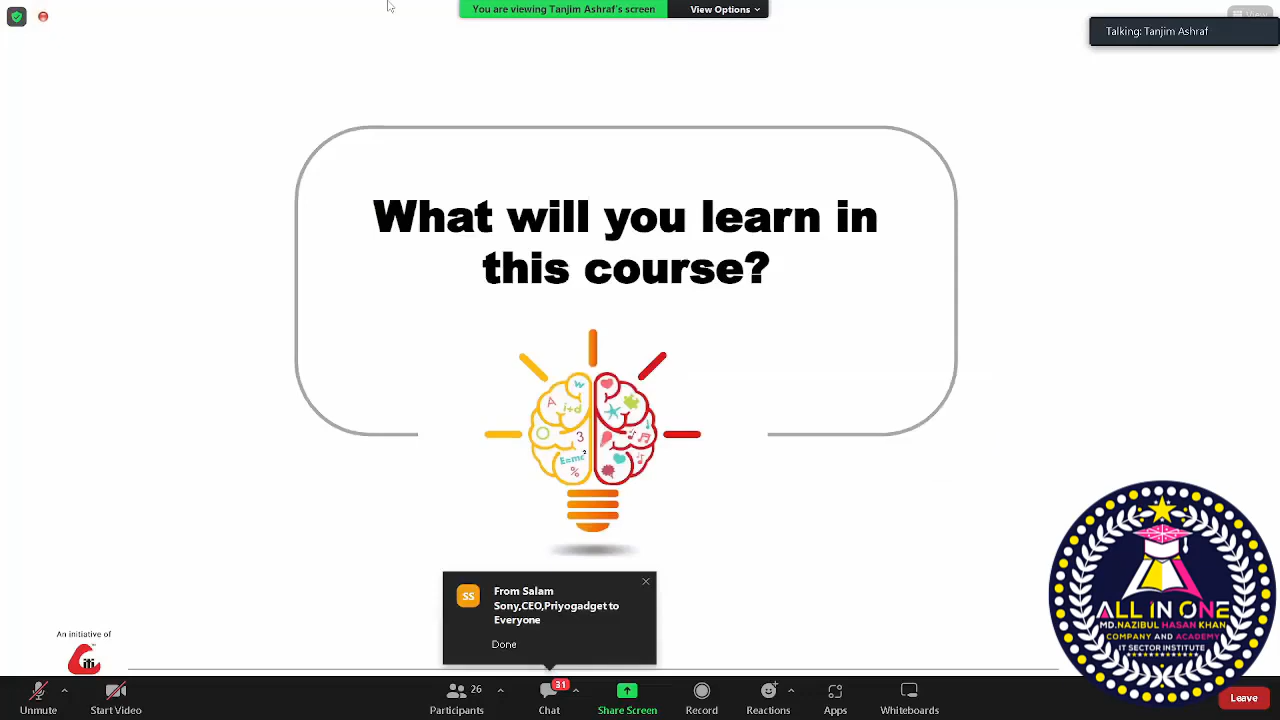 You are viewing Tanjim Ashraf's screen
View Options
View
Talking: Tanjim Ashraf
What will you learn in
this course?
W
A
i+d
3
E=mc²
%
SS
From Salam
Sony,CEO,Priyogadget to
Everyone
Done
An initiative of
ALL IN ONE
MD.NAZIBUL HASAN KHAN
COMPANY AND ACADEMY
IT SECTOR INSTITUTE
Unmute
Start Video
26
Participants
31
Chat
Share Screen
Record
Reactions
Apps
Whiteboards
Leave